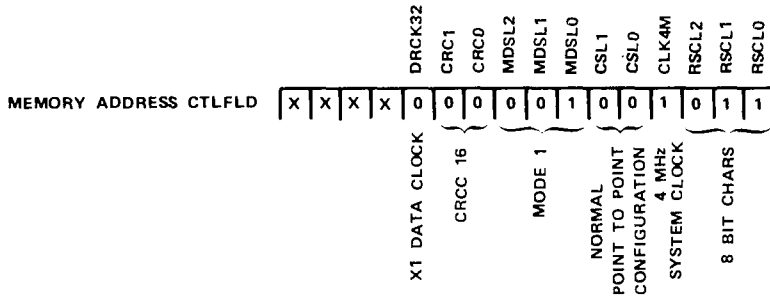 DRCK32 CRC1 CRC0 MDSL2 MDSL1 MDSL0 CSL1 CSL0 CLK4M RSCL2 RSCL1 RSCL0
MEMORY ADDRESS CTLFLD X X X X 0 0 0 0 0 1 0 0 1 0 1 1
X1 DATA CLOCK
CRCC 16
MODE 1
NORMAL
POINT TO POINT
CONFIGURATION
4 MHz
SYSTEM CLOCK
8 BIT CHARS